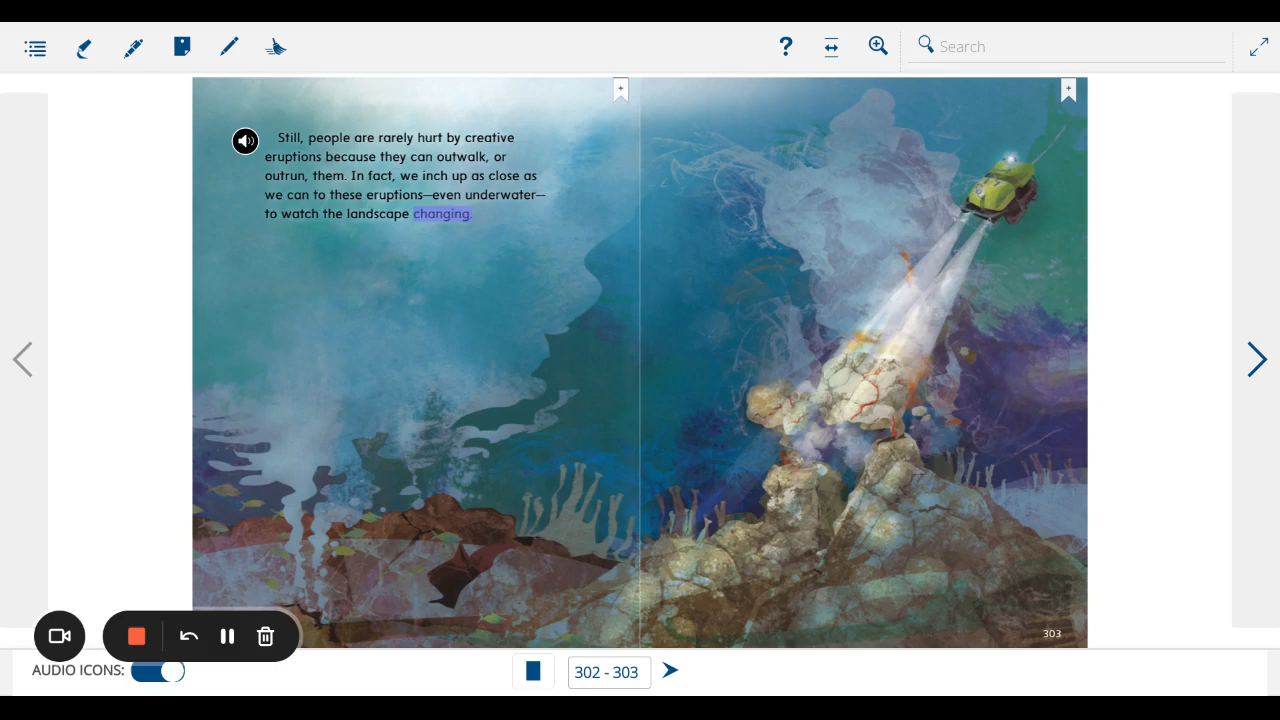 Search
Still, people are rarely hurt by creative
eruptions because they can outwalk, or
outrun, them. In fact, we inch up as close as
we can to these eruptions—even underwater—
to watch the landscape changing.
303
AUDIO ICONS:
302 - 303